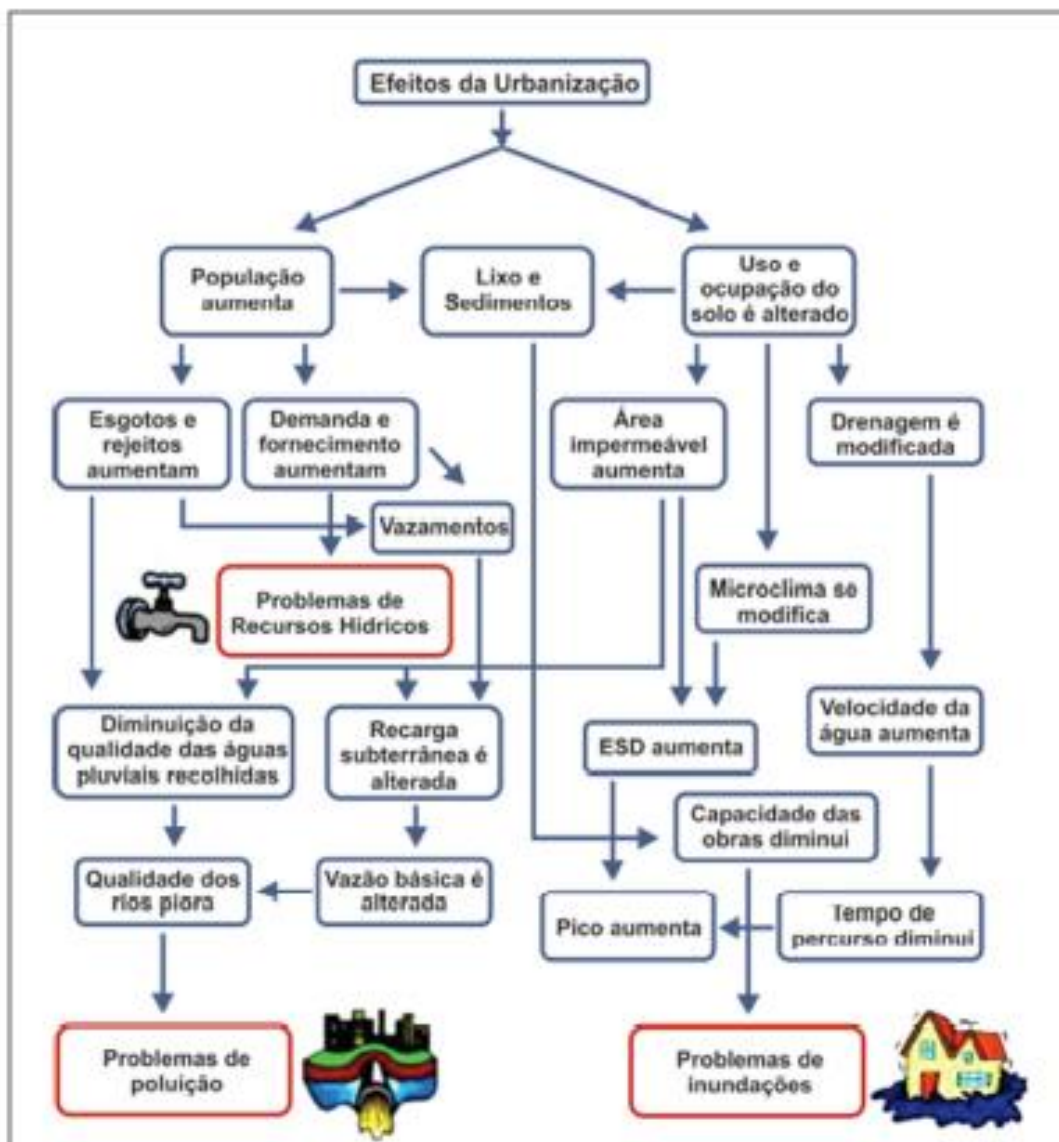 Efeitos da Urbanização
População
aumenta
Lixo e
Sedimentos
Uso e
ocupação do
solo é alterado
Esgotos e
rejeitos
aumentam
Demanda e
fornecimento
aumentam
Área
impermeável
aumenta
Drenagem é
modificada
Vazamentos
Problemas de
Recursos Hídricos
Microclima se
modifica
Diminuição da
qualidade das águas
pluviais recolhidas
Recarga
subterrânea é
alterada
ESD aumenta
Velocidade da
água aumenta
Capacidade das
obras diminui
Qualidade dos
rios piora
Vazão básica é
alterada
Pico aumenta
Tempo de
percurso diminui
Problemas de
poluição
Problemas de
inundações